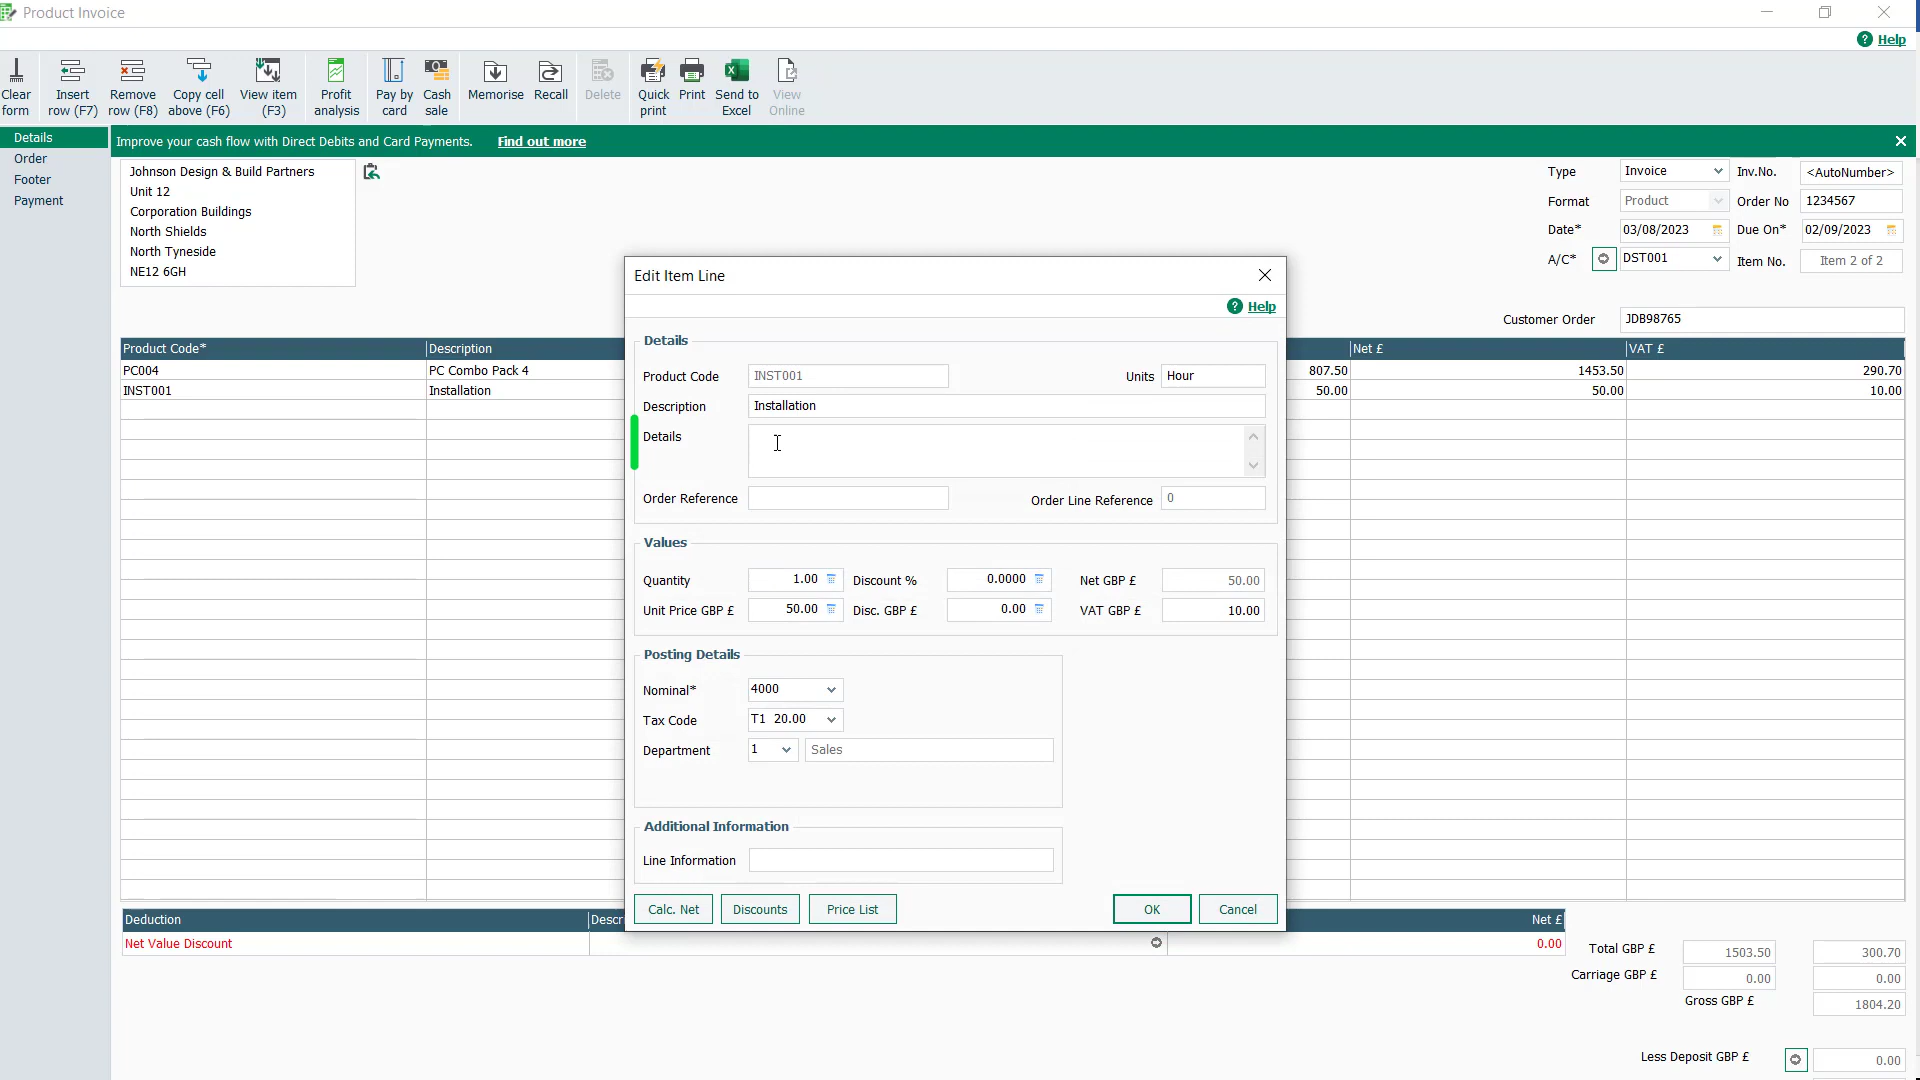 Product Invoice
Help
Clear form
Insert row (F7)
Remove row (F8)
Copy cell above (F6)
View item (F3)
Profit analysis
Pay by card
Cash sale
Memorise
Recall
Delete
Quick print
Print
Send to Excel
View Online
Details
Order
Footer
Payment
Improve your cash flow with Direct Debits and Card Payments. Find out more
Johnson Design & Build Partners
Unit 12
Corporation Buildings
North Shields
North Tyneside
NE12 6GH
Type Invoice Inv.No. <AutoNumber>
Format Product Order No 1234567
Date* 03/08/2023 Due On* 02/09/2023
A/C* DST001 Item No. Item 2 of 2
Customer Order JDB98765
Product Code* Description Net £ VAT £
PC004 PC Combo Pack 4 807.50 1453.50 290.70
INST001 Installation 50.00 50.00 10.00
Edit Item Line
Help
Details
Product Code INST001 Units Hour
Description Installation
Details
Order Reference Order Line Reference 0
Values
Quantity 1.00 Discount % 0.0000 Net GBP £ 50.00
Unit Price GBP £ 50.00 Disc. GBP £ 0.00 VAT GBP £ 10.00
Posting Details
Nominal* 4000
Tax Code T1 20.00
Department 1 Sales
Additional Information
Line Information
Calc. Net Discounts Price List OK Cancel
Deduction Descr Net £
Net Value Discount 0.00
Total GBP £ 1503.50 300.70
Carriage GBP £ 0.00 0.00
Gross GBP £ 1804.20
Less Deposit GBP £ 0.00